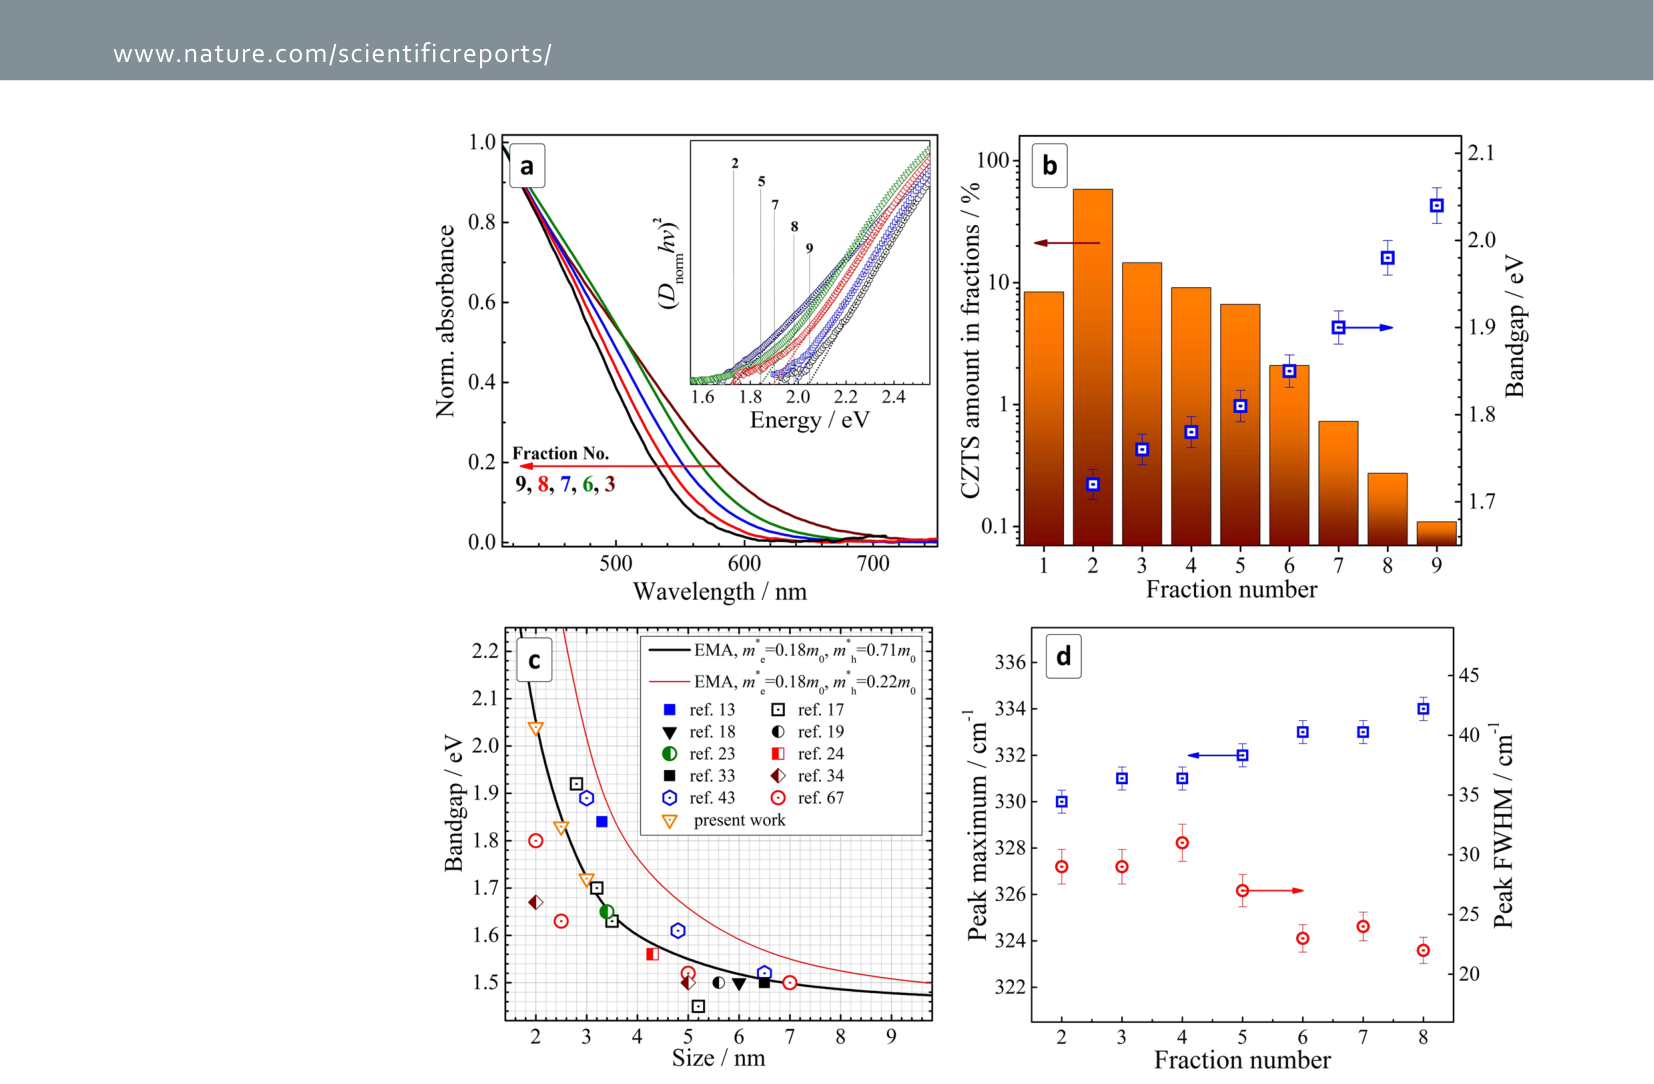 www.nature.com/scientificreports/
a
Norm. absorbance
1.0
0.8
0.6
0.4
0.2
0.0
500 600 700
Wavelength / nm
Fraction No.
9, 8, 7, 6, 3
(D_norm hν)²
2
5
7
8
9
1.6 1.8 2.0 2.2 2.4
Energy / eV
b
CZTS amount in fractions / %
100
10
1
0.1
1 2 3 4 5 6 7 8 9
Fraction number
2.1
2.0
1.9
1.8
1.7
Bandgap / eV
c
Bandgap / eV
2.2
2.1
2.0
1.9
1.8
1.7
1.6
1.5
EMA, m*e=0.18m0, m*h=0.71m0
EMA, m*e=0.18m0, m*h=0.22m0
ref. 13 ref. 17
ref. 18 ref. 19
ref. 23 ref. 24
ref. 33 ref. 34
ref. 43 ref. 67
present work
2 3 4 5 6 7 8 9
Size / nm
d
Peak maximum / cm⁻¹
336
334
332
330
328
326
324
322
2 3 4 5 6 7 8
Fraction number
45
40
35
30
25
20
Peak FWHM / cm⁻¹